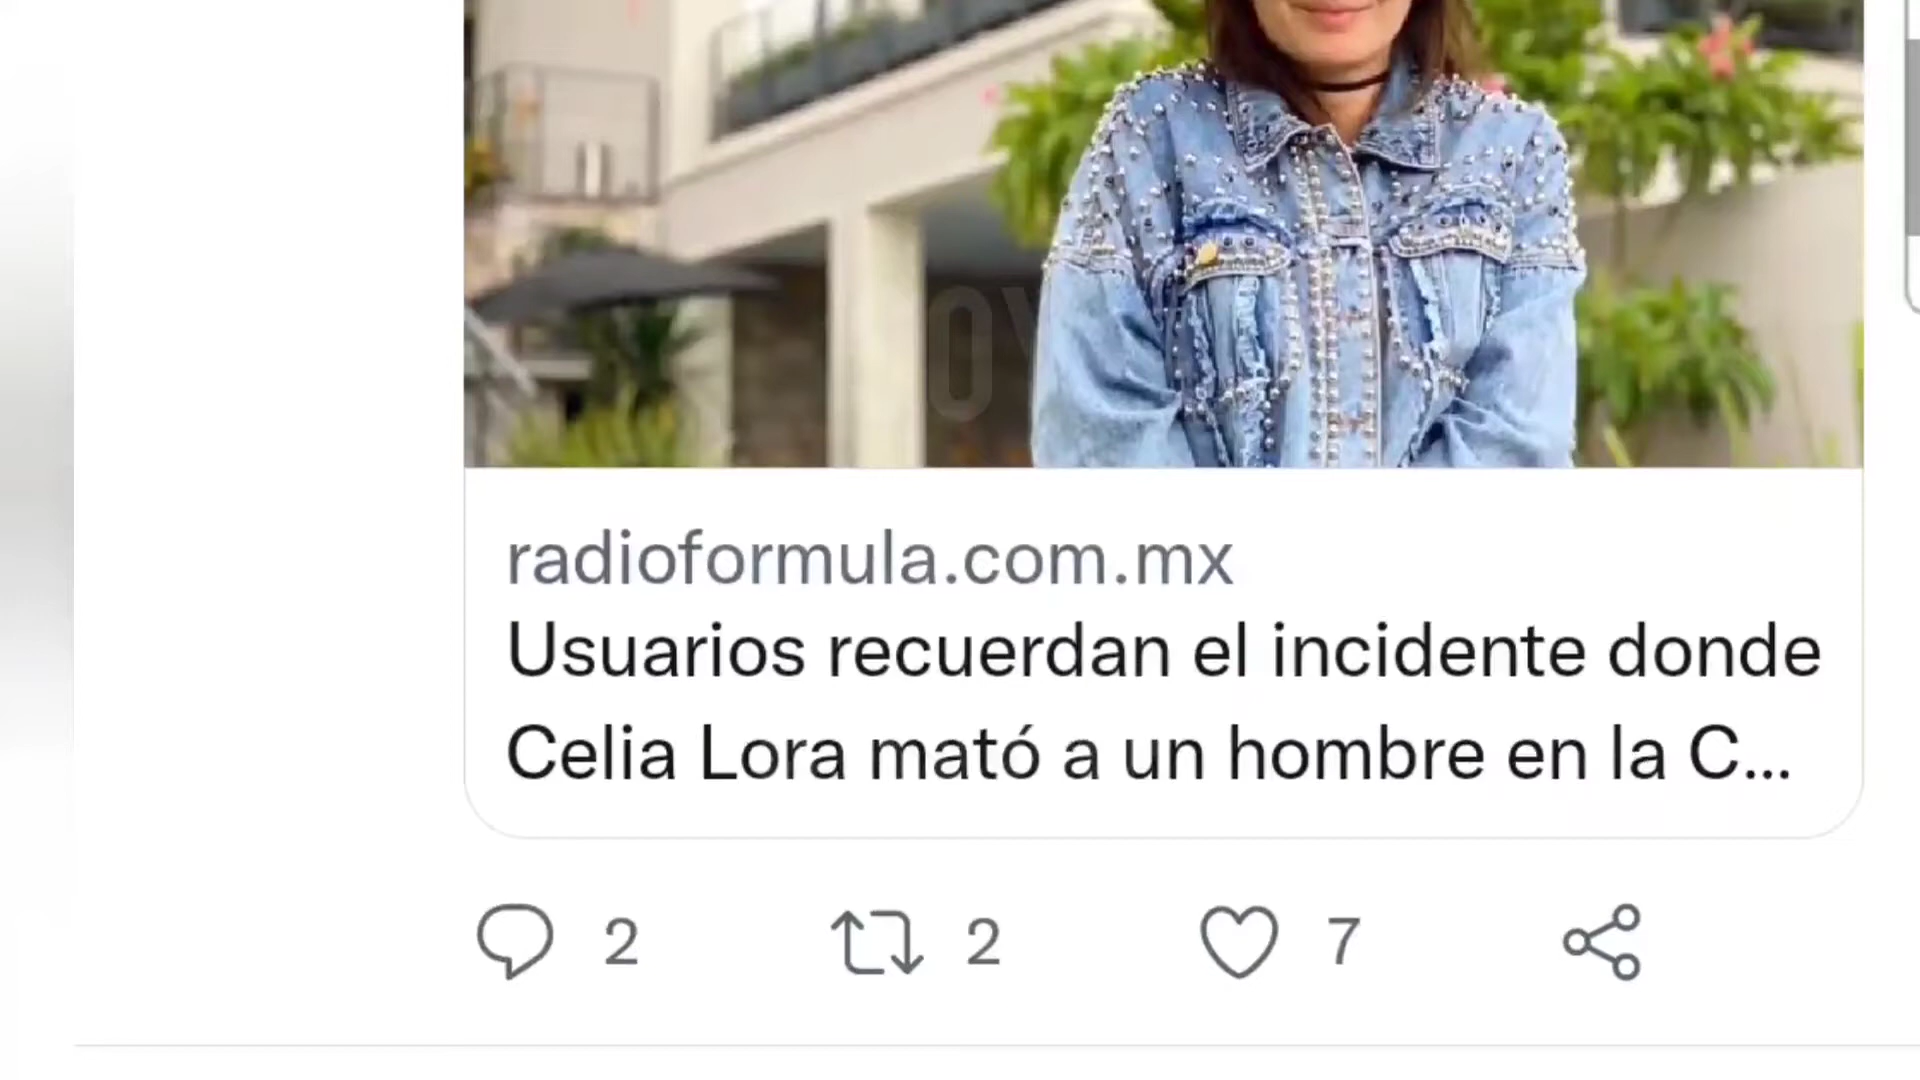 radioformula.com.mx
Usuarios recuerdan el incidente donde
Celia Lora mató a un hombre en la C...
2 2 7